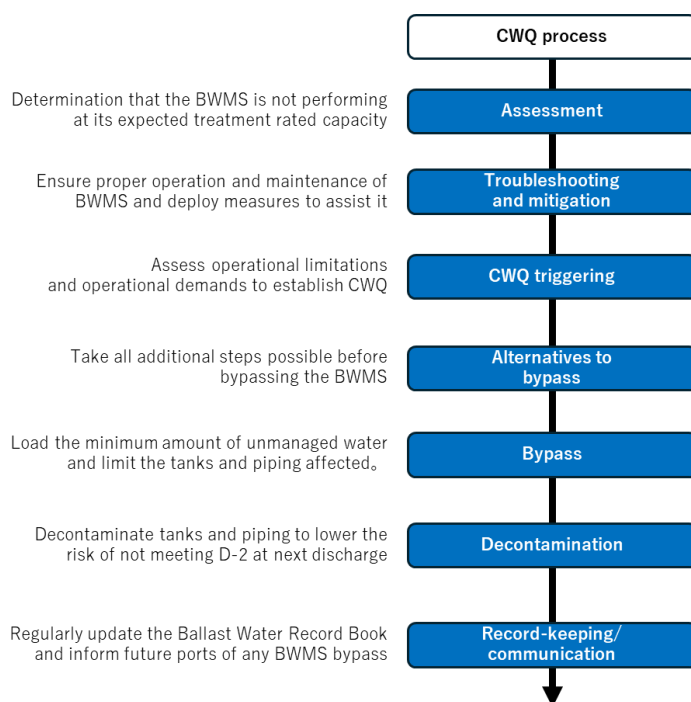 CWQ process
Determination that the BWMS is not performing
at its expected treatment rated capacity
Assessment
Ensure proper operation and maintenance of
BWMS and deploy measures to assist it
Troubleshooting
and mitigation
Assess operational limitations
and operational demands to establish CWQ
CWQ triggering
Take all additional steps possible before
bypassing the BWMS
Alternatives to
bypass
Load the minimum amount of unmanaged water
and limit the tanks and piping affected。
Bypass
Decontaminate tanks and piping to lower the
risk of not meeting D-2 at next discharge
Decontamination
Regularly update the Ballast Water Record Book
and inform future ports of any BWMS bypass
Record-keeping/
communication